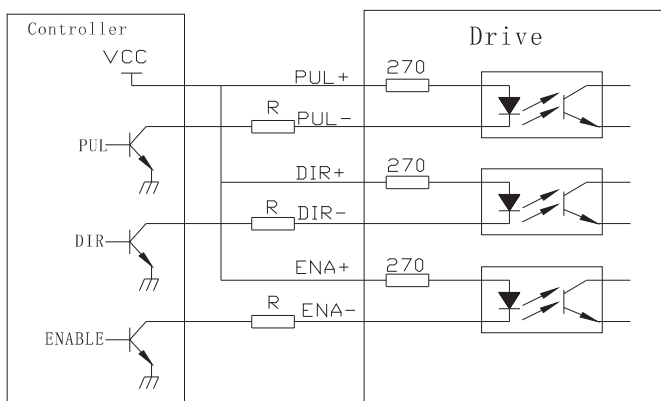 Controller
Drive
VCC
PUL+
270
R
PUL-
PUL
DIR+
270
R
DIR-
DIR
ENA+
270
R
ENA-
ENABLE